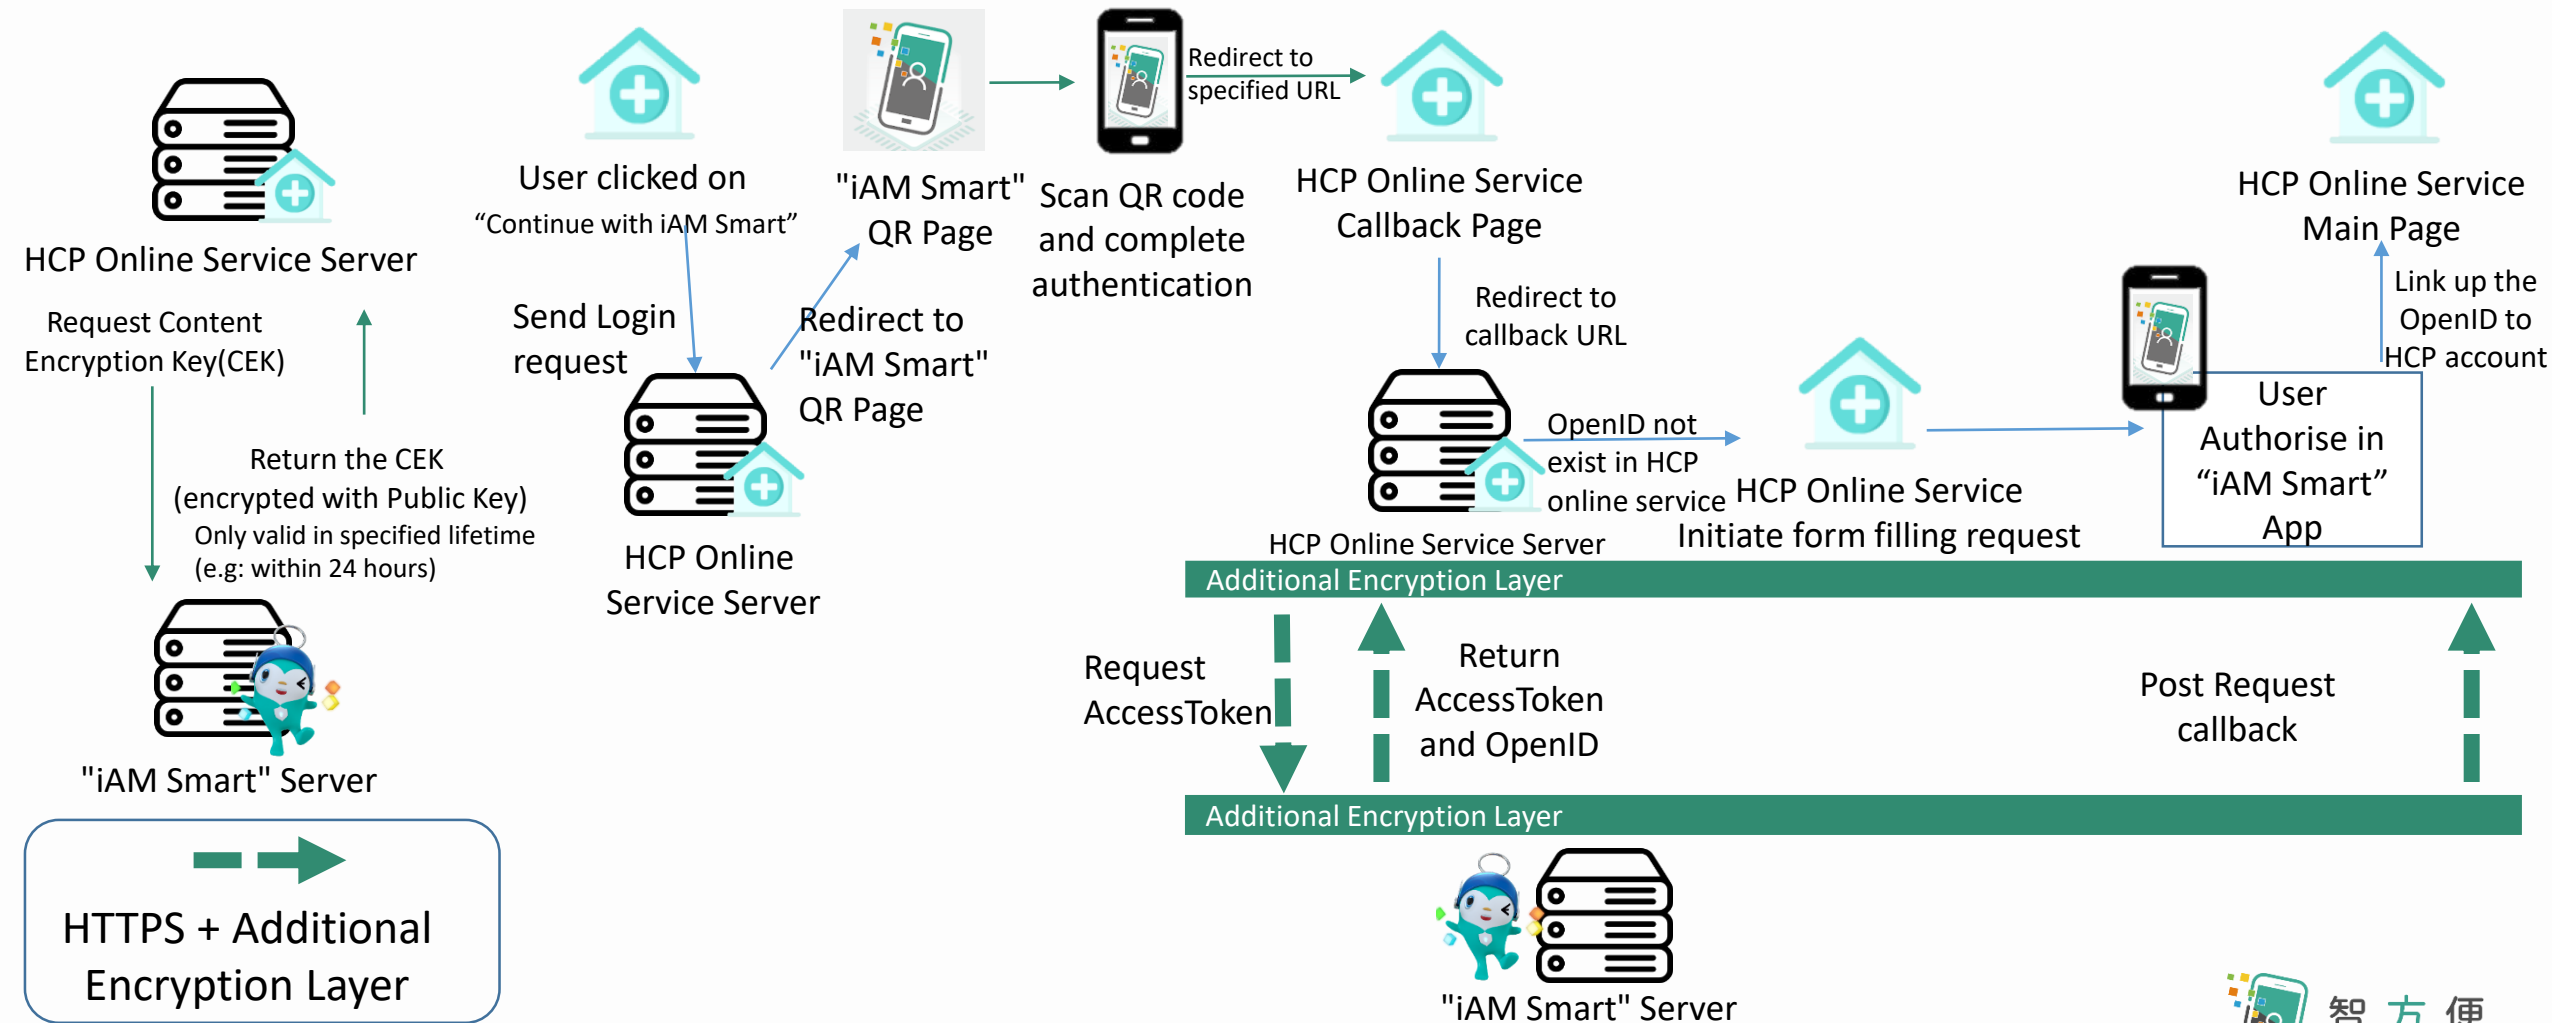 HCP Online Service Server
Request Content
Encryption Key(CEK)
Return the CEK
(encrypted with Public Key)
Only valid in specified lifetime
(e.g: within 24 hours)
"iAM Smart" Server
HTTPS + Additional
Encryption Layer
User clicked on
“Continue with iAM Smart”
Send Login
request
HCP Online
Service Server
Redirect to
"iAM Smart"
QR Page
"iAM Smart"
QR Page
Scan QR code
and complete
authentication
Redirect to
specified URL
HCP Online Service
Callback Page
Redirect to
callback URL
HCP Online Service Server
OpenID not
exist in HCP
online service
HCP Online Service
Initiate form filling request
User
Authorise in
“iAM Smart”
App
Link up the
OpenID to
HCP account
HCP Online Service
Main Page
Additional Encryption Layer
Request
AccessToken
Return
AccessToken
and OpenID
Post Request
callback
Additional Encryption Layer
"iAM Smart" Server
智方便